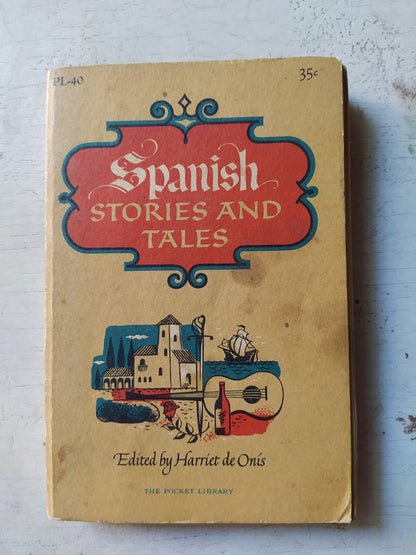 PL-40
35c
Spanish
STORIES AND
TALES
Edited by Harriet de Onís
THE POCKET LIBRARY